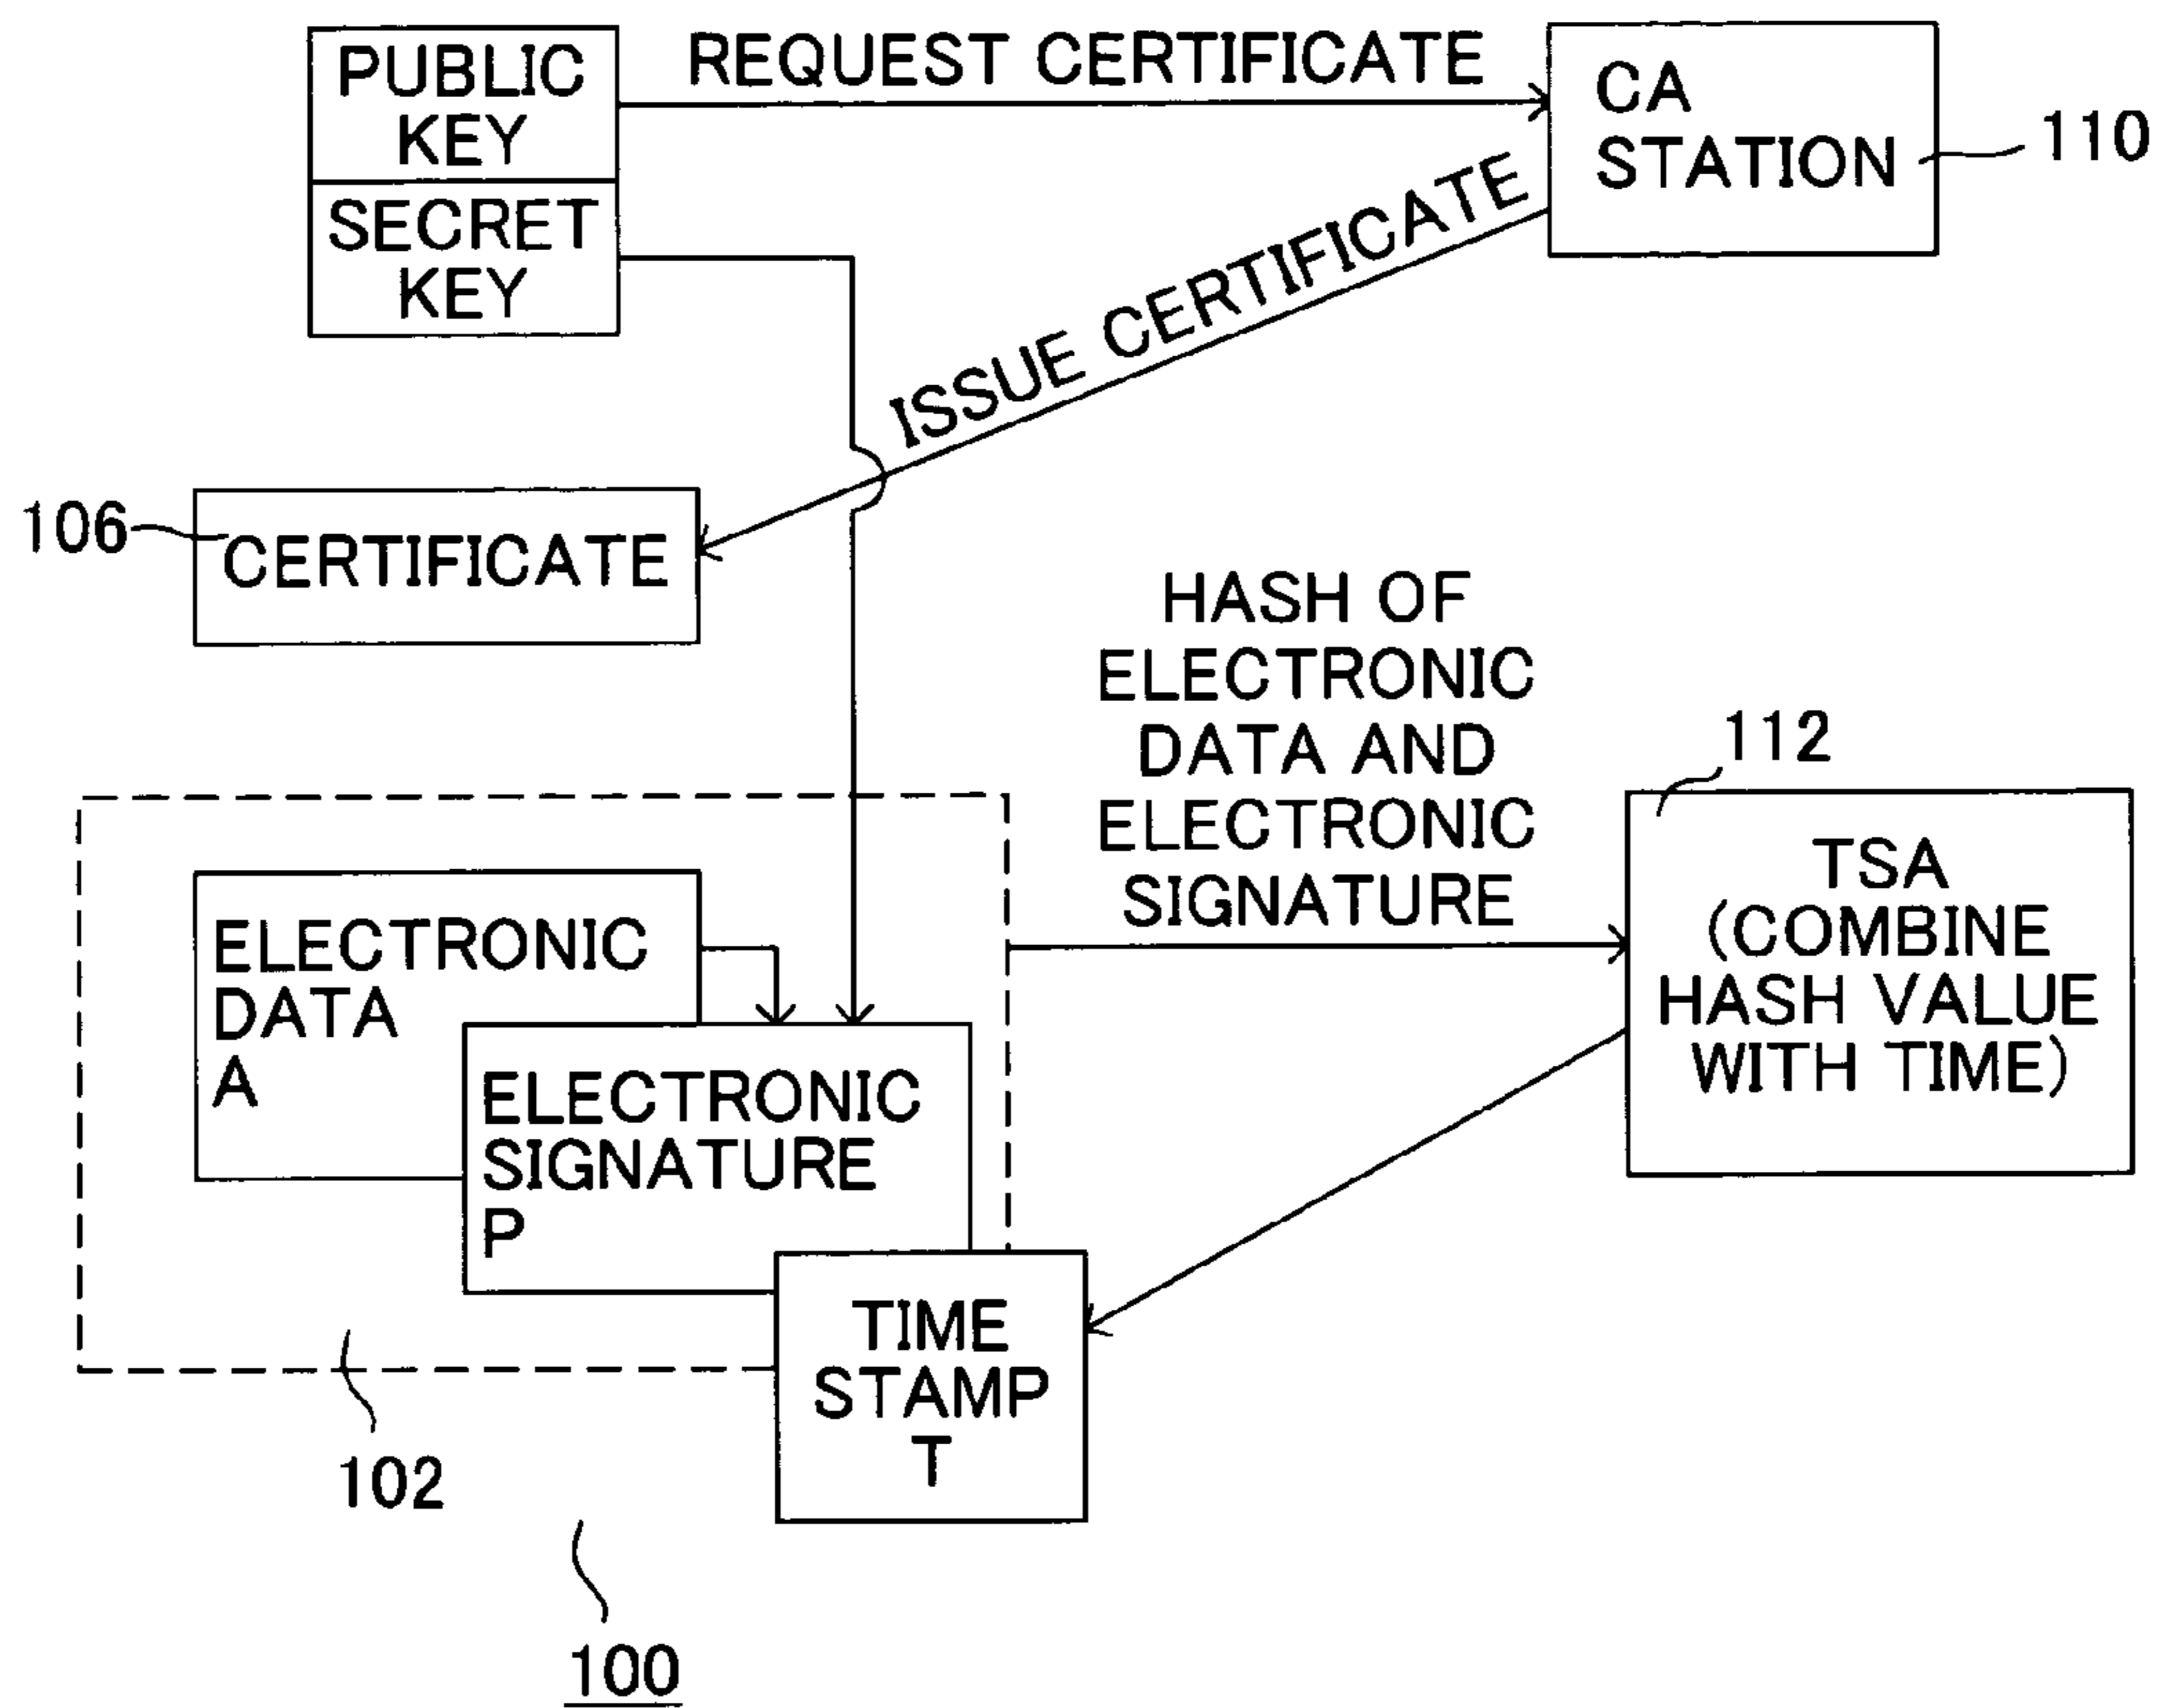 PUBLIC
KEY
SECRET
KEY
REQUEST CERTIFICATE
CA
STATION
110
ISSUE CERTIFICATE
106
CERTIFICATE
HASH OF
ELECTRONIC
DATA AND
ELECTRONIC
SIGNATURE
112
TSA
(COMBINE
HASH VALUE
WITH TIME)
ELECTRONIC
DATA
A
ELECTRONIC
SIGNATURE
P
TIME
STAMP
T
102
100